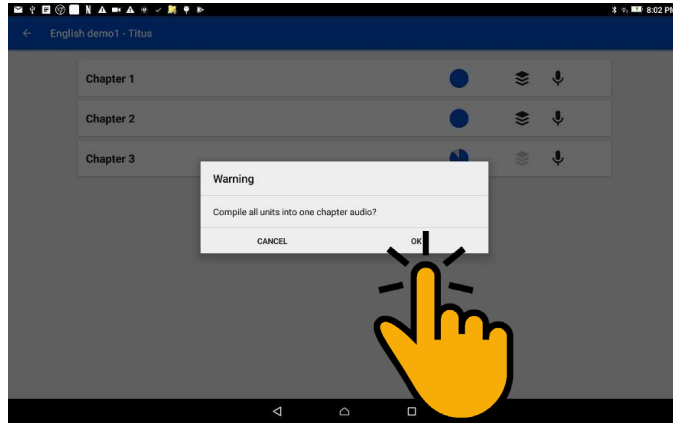 8:02 PM
English demo1 - Titus
Chapter 1
Chapter 2
Chapter 3
Warning
Compile all units into one chapter audio?
CANCEL OK